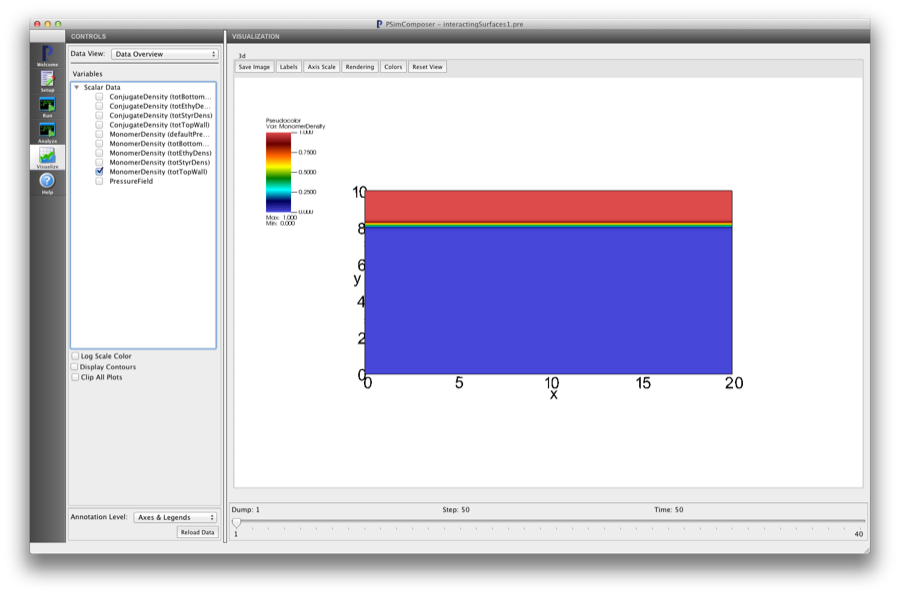 PSimComposer - interactingSurfaces1.pre
CONTROLS
VISUALIZATION
Welcome
Setup
Run
Analyze
Visualize
Help
Data View: Data Overview
Variables
Scalar Data
ConjugateDensity (totBottom...
ConjugateDensity (totEthyDe...
ConjugateDensity (totStyrDens)
ConjugateDensity (totTopWall)
MonomerDensity (defaultPre...
MonomerDensity (totBottom...
MonomerDensity (totEthyDens)
MonomerDensity (totStyrDens)
MonomerDensity (totTopWall)
PressureField
Log Scale Color
Display Contours
Clip All Plots
Annotation Level: Axes & Legends
Reload Data
3d
Save Image Labels Axis Scale Rendering Colors Reset View
Pseudocolor
Var: MonomerDensity
1.000
0.7500
0.5000
0.2500
0.000
Max: 1.000
Min: 0.000
10
8
6
y
4
2
0
0 5 10 15 20
x
Dump: 1 Step: 50 Time: 50
1 40